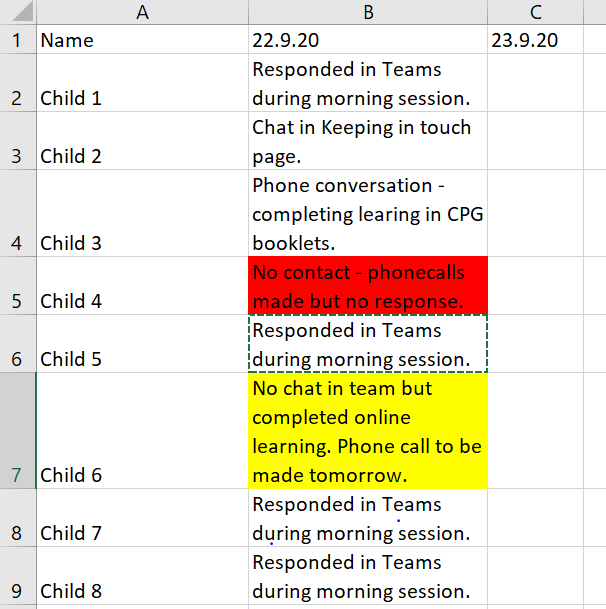 A B C
1 Name 22.9.20 23.9.20
Responded in Teams
2 Child 1 during morning session.
Chat in Keeping in touch
3 Child 2 page.
Phone conversation -
completing learing in CPG
4 Child 3 booklets.
No contact - phonecalls
5 Child 4 made but no response.
Responded in Teams
6 Child 5 during morning session.
No chat in team but
completed online
learning. Phone call to be
7 Child 6 made tomorrow.
Responded in Teams
8 Child 7 during morning session.
Responded in Teams
9 Child 8 during morning session.